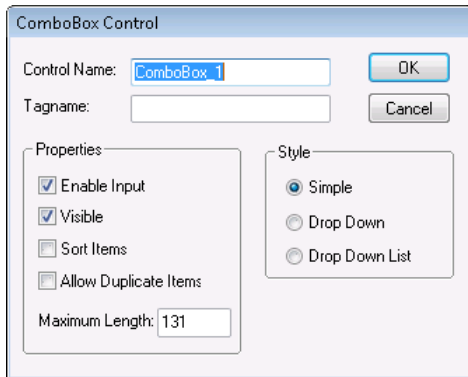 ComboBox Control
Control Name: ComboBox_1
OK
Tagname:
Cancel
Properties
Enable Input
Visible
Sort Items
Allow Duplicate Items
Maximum Length: 131
Style
Simple
Drop Down
Drop Down List